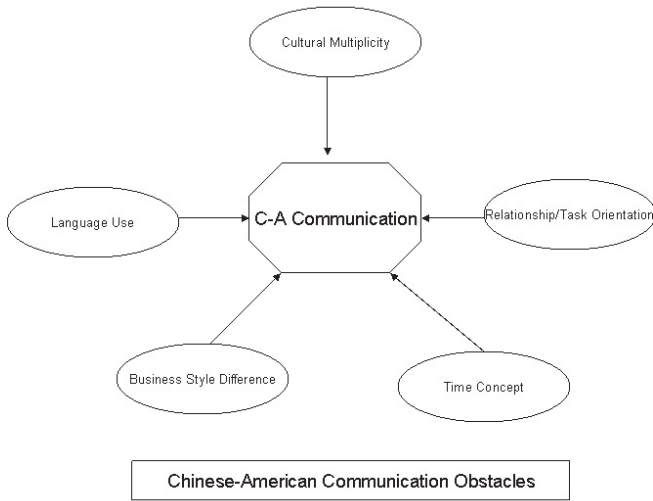 Cultural Multiplicity
Language Use
C-A Communication
Relationship/Task Orientation
Business Style Difference
Time Concept
Chinese-American Communication Obstacles